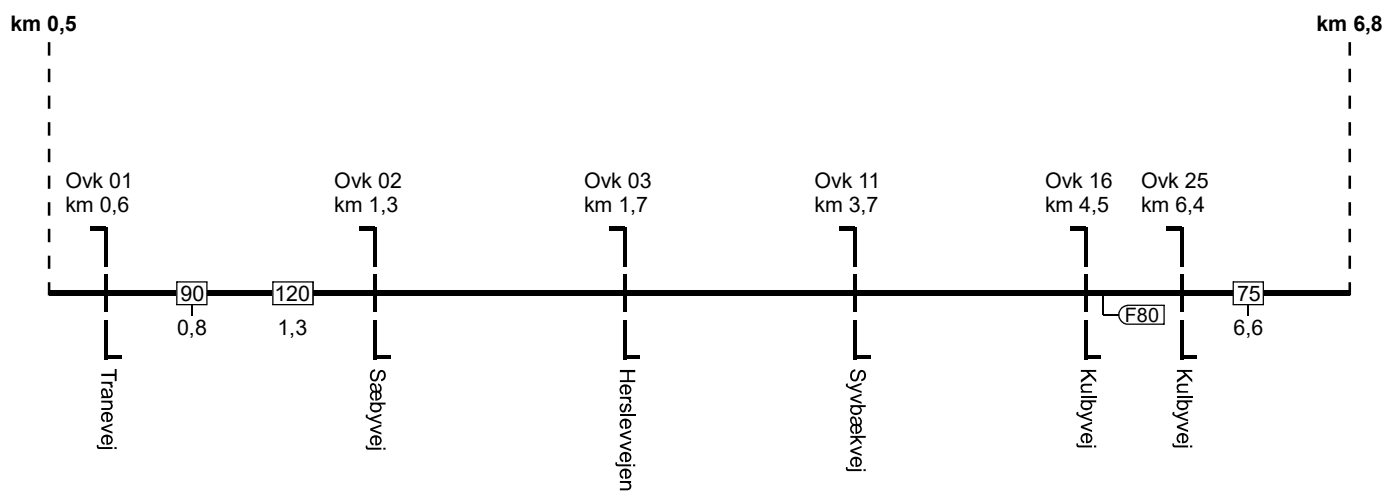 km 0,5
km 6,8
Ovk 01
km 0,6
Ovk 02
km 1,3
Ovk 03
km 1,7
Ovk 11
km 3,7
Ovk 16
km 4,5
Ovk 25
km 6,4
90
120
75
F80
0,8
1,3
6,6
Tranevej
Sæbyvej
Herslevvejen
Syvbækvej
Kulbyvej
Kulbyvej